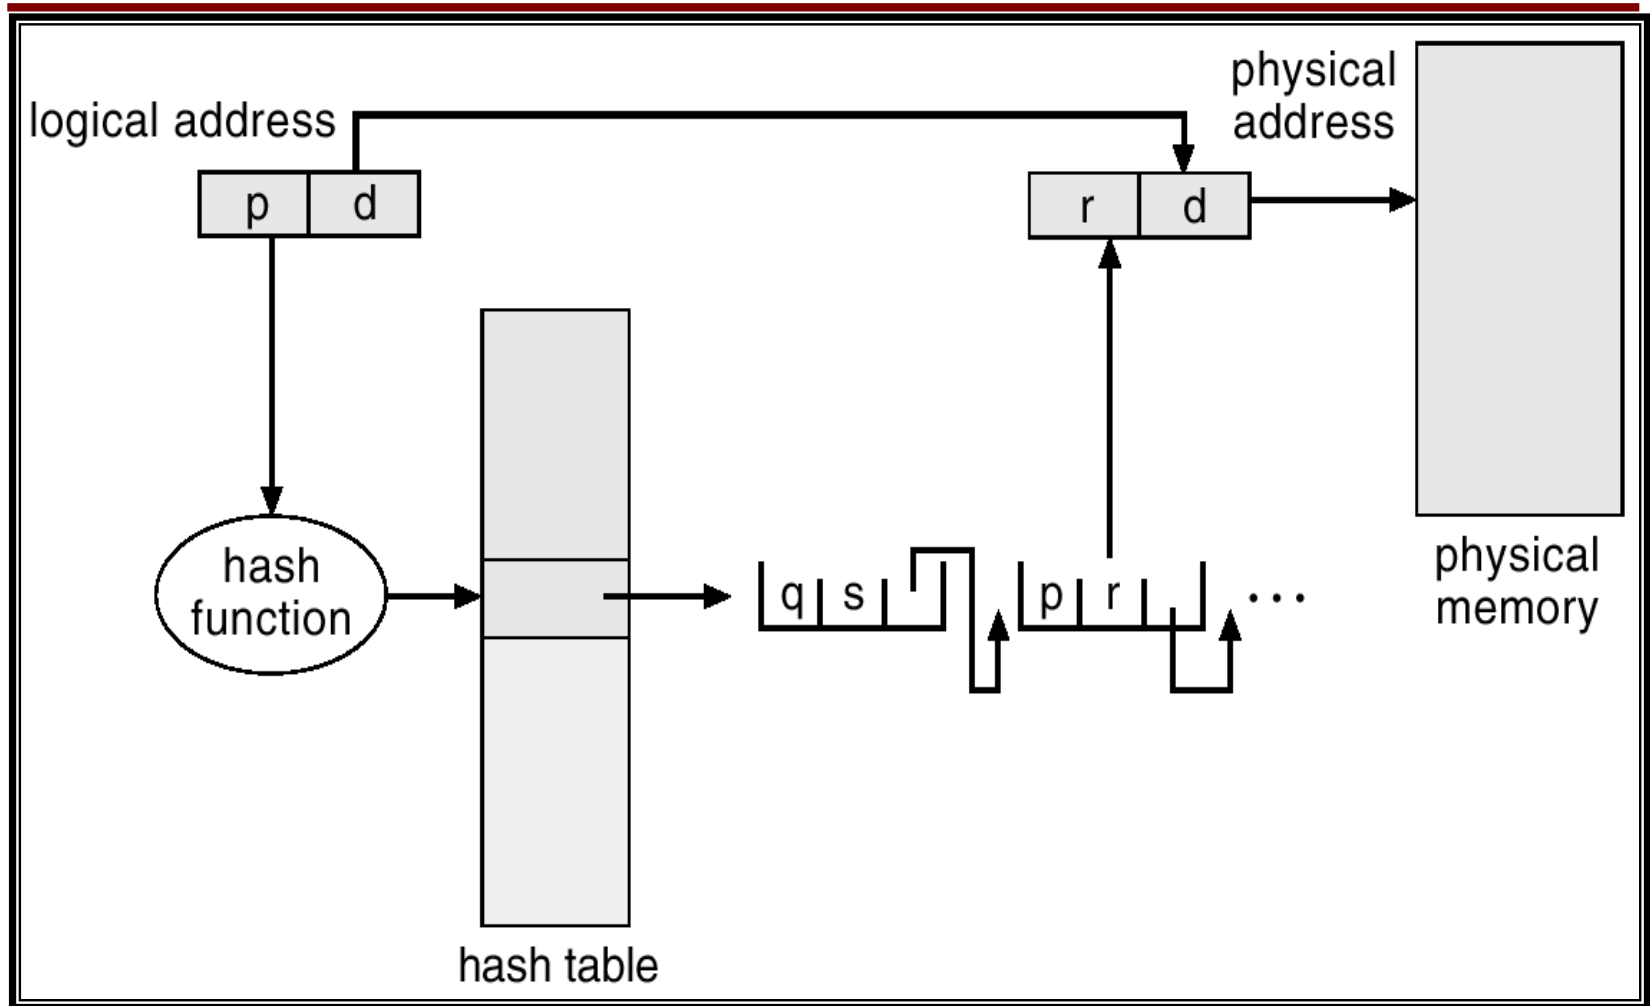 logical address
physical
address
p d
r d
hash
function
q s
p r
...
physical
memory
hash table